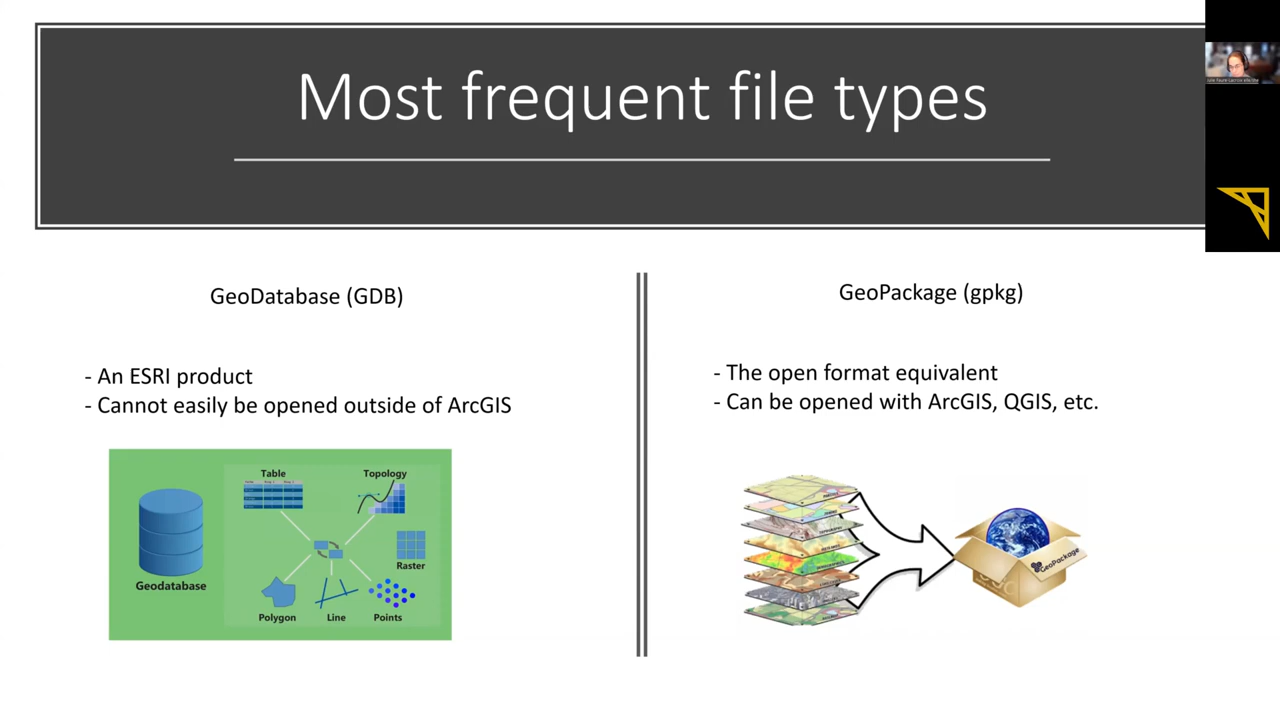 Most frequent file types
GeoDatabase (GDB)
- An ESRI product
- Cannot easily be opened outside of ArcGIS
Table
Topology
Geodatabase
Raster
Polygon
Line
Points
GeoPackage (gpkg)
- The open format equivalent
- Can be opened with ArcGIS, QGIS, etc.
GeoPackage